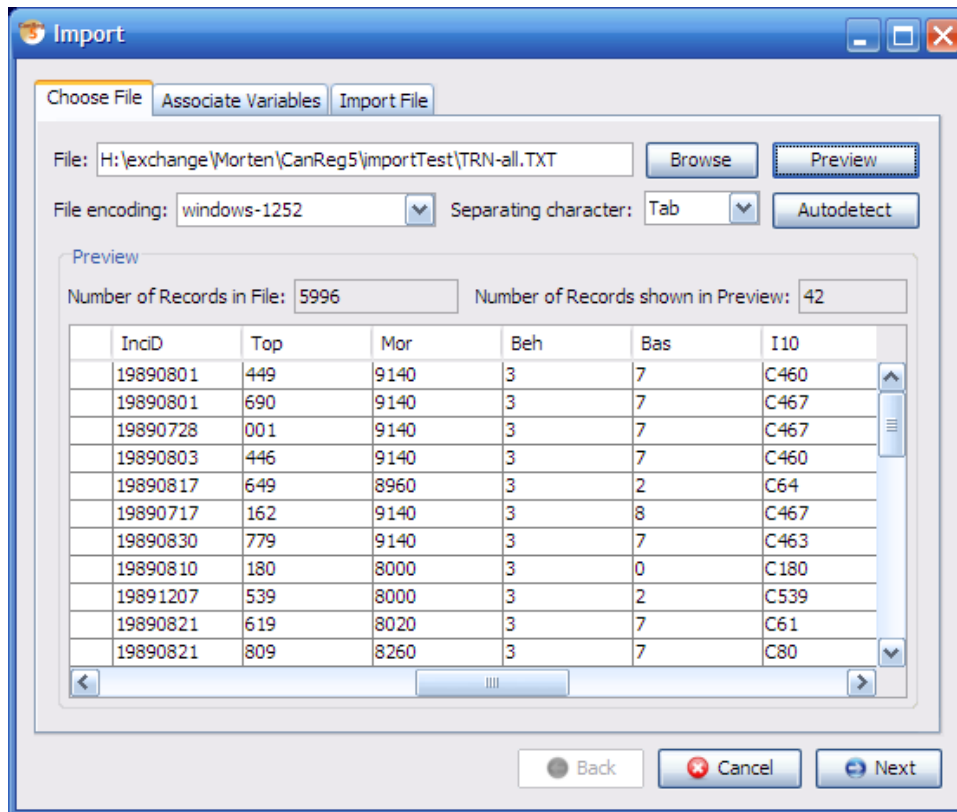 Import
Choose File Associate Variables Import File
File: H:\exchange\Morten\CanReg5\importTest\TRN-all.TXT Browse Preview
File encoding: windows-1252 Separating character: Tab Autodetect
Preview
Number of Records in File: 5996 Number of Records shown in Preview: 42
InciD Top Mor Beh Bas I10
19890801 449 9140 3 7 C460
19890801 690 9140 3 7 C467
19890728 001 9140 3 7 C467
19890803 446 9140 3 7 C460
19890817 649 8960 3 2 C64
19890717 162 9140 3 8 C467
19890830 779 9140 3 7 C463
19890810 180 8000 3 0 C180
19891207 539 8000 3 2 C539
19890821 619 8020 3 7 C61
19890821 809 8260 3 7 C80
Back Cancel Next